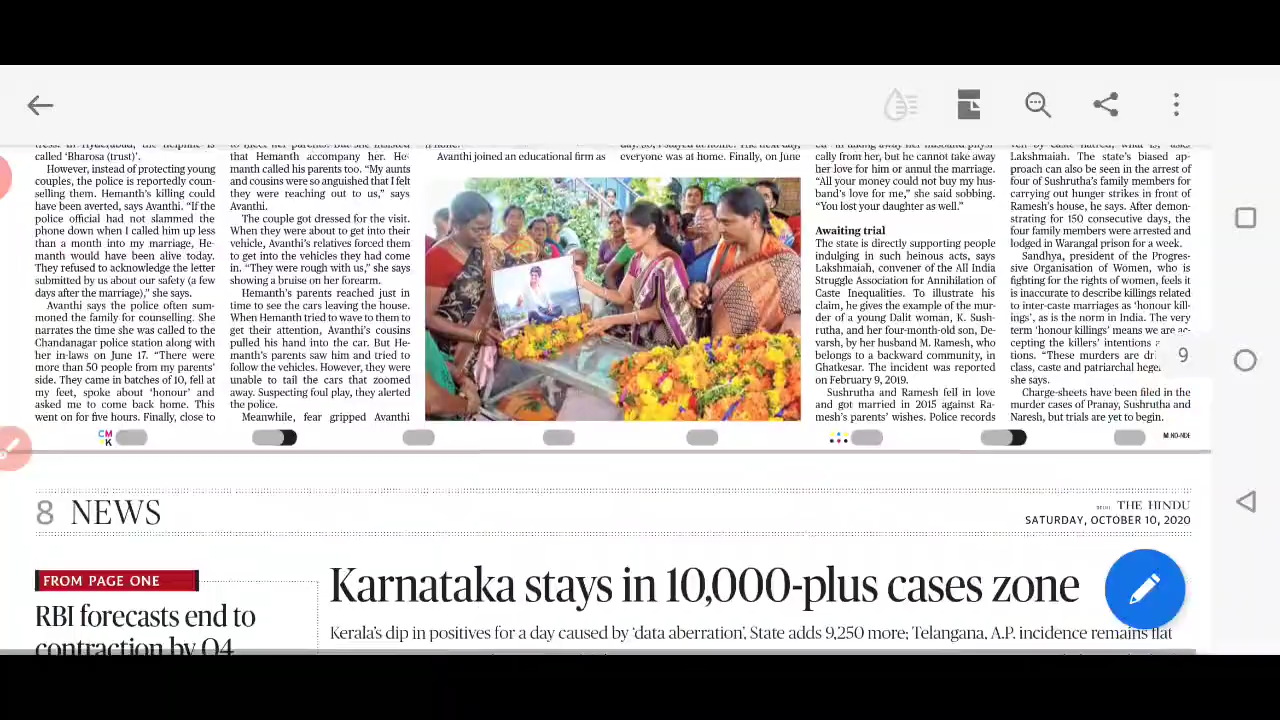 called 'Bharosa (trust)'.
However, instead of protecting young
couples, the police is reportedly coun-
selling them. Hemanth's killing could
have been averted, says Avanthi. "If the
police official had not slammed the
phone down when I called him up less
than a month into my marriage, He-
manth would have been alive today.
They refused to acknowledge the letter
submitted by us about our safety (a few
days after the marriage)," she says.
Avanthi says the police often sum-
moned the family for counselling. She
narrates the time she was called to the
Chandanagar police station along with
her in-laws on June 17. "There were
more than 50 people from my parents'
side. They came in batches of 10, fell at
my feet, spoke about 'honour' and
asked me to come back home. This
went on for five hours. Finally, close to
to meet her parents. But she insisted
that Hemanth accompany her. He-
manth called his parents too. "My aunts
and cousins were so anguished that I felt
they were reaching out to us," says
Avanthi.
The couple got dressed for the visit.
When they were about to get into their
vehicle, Avanthi's relatives forced them
to get into the vehicles they had come
in. "They were rough with us," she says
showing a bruise on her forearm.
Hemanth's parents reached just in
time to see the cars leaving the house.
When Hemanth tried to wave to them to
get their attention, Avanthi's cousins
pulled his hand into the car. But He-
manth's parents saw him and tried to
follow the vehicles. However, they were
unable to tail the cars that zoomed
away. Suspecting foul play, they alerted
the police.
Meanwhile, fear gripped Avanthi
Avanthi joined an educational firm as
everyone was at home. Finally, on June
cally from her, but he cannot take away
her love for him or annul the marriage.
"All your money could not buy my hus-
band's love for me," she said sobbing.
"You lost your daughter as well."
Awaiting trial
The state is directly supporting people
indulging in such heinous acts, says
Lakshmaiah, convener of the All India
Struggle Association for Annihilation of
Caste Inequalities. To illustrate his
claim, he gives the example of the mur-
der of a young Dalit woman, K. Sush-
rutha, and her four-month-old son, De-
varsh, by her husband M. Ramesh, who
belongs to a backward community, in
Ghatkesar. The incident was reported
on February 9, 2019.
Sushrutha and Ramesh fell in love
and got married in 2015 against Ra-
mesh's parents' wishes. Police records
Lakshmaiah. The state's biased ap-
proach can also be seen in the arrest of
four of Sushrutha's family members for
carrying out hunger strikes in front of
Ramesh's house, he says. After demon-
strating for 150 consecutive days, the
four family members were arrested and
lodged in Warangal prison for a week.
Sandhya, president of the Progres-
sive Organisation of Women, who is
fighting for the rights of women, feels it
is inaccurate to describe killings related
to inter-caste marriages as 'honour kill-
ings', as is the norm in India. The very
term 'honour killings' means we are ac-
cepting the killers' intentions
tions. "These murders are
class, caste and patriarchal
she says.
Charge-sheets have been filed in the
murder cases of Pranay, Sushrutha and
Naresh, but trials are yet to begin.
9
CM
YK
M ND-NDE
8 NEWS
DELHI THE HINDU
SATURDAY, OCTOBER 10, 2020
FROM PAGE ONE
RBI forecasts end to
contraction by Q4
Karnataka stays in 10,000-plus cases zone
Kerala's dip in positives for a day caused by 'data aberration', State adds 9,250 more; Telangana, A.P. incidence remains flat